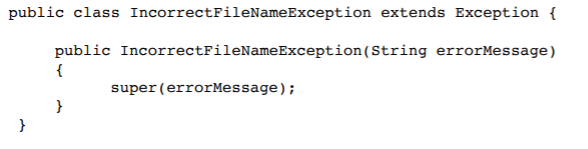 public class IncorrectFileNameException extends Exception {
public IncorrectFileNameException(String errorMessage)
{
super(errorMessage);
}
}